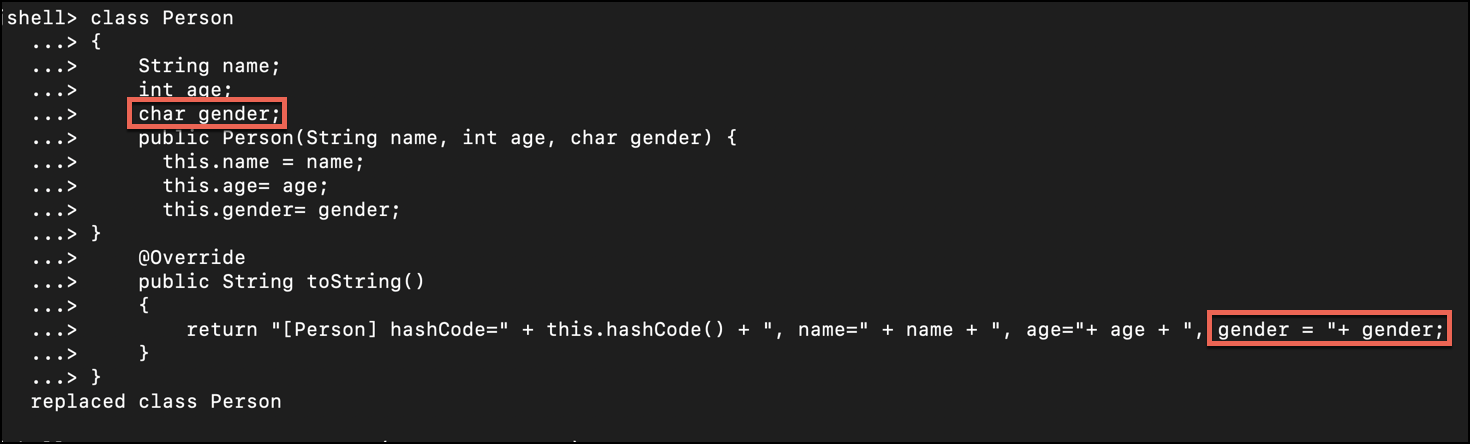 shell> class Person
...> {
...> String name;
...> int age;
...> char gender;
...> public Person(String name, int age, char gender) {
...> this.name = name;
...> this.age= age;
...> this.gender= gender;
...> }
...> @Override
...> public String toString()
...> {
...> return "[Person] hashCode=" + this.hashCode() + ", name=" + name + ", age="+ age + ", gender = "+ gender;
...> }
...> }
replaced class Person